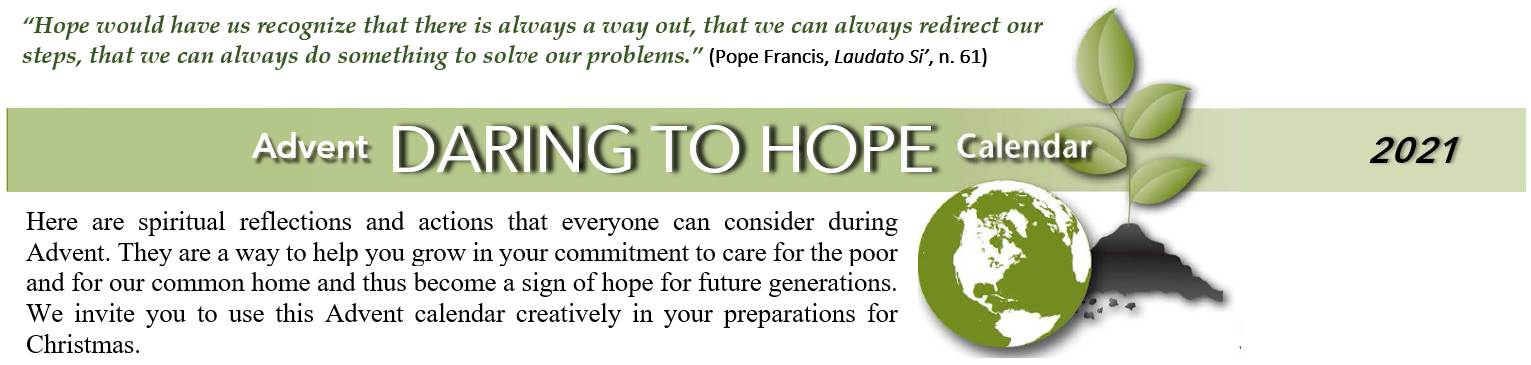 “Hope would have us recognize that there is always a way out, that we can always redirect our
steps, that we can always do something to solve our problems.” (Pope Francis, Laudato Si’, n. 61)
Advent DARING TO HOPE Calendar 2021
Here are spiritual reflections and actions that everyone can consider during
Advent. They are a way to help you grow in your commitment to care for the poor
and for our common home and thus become a sign of hope for future generations.
We invite you to use this Advent calendar creatively in your preparations for
Christmas.